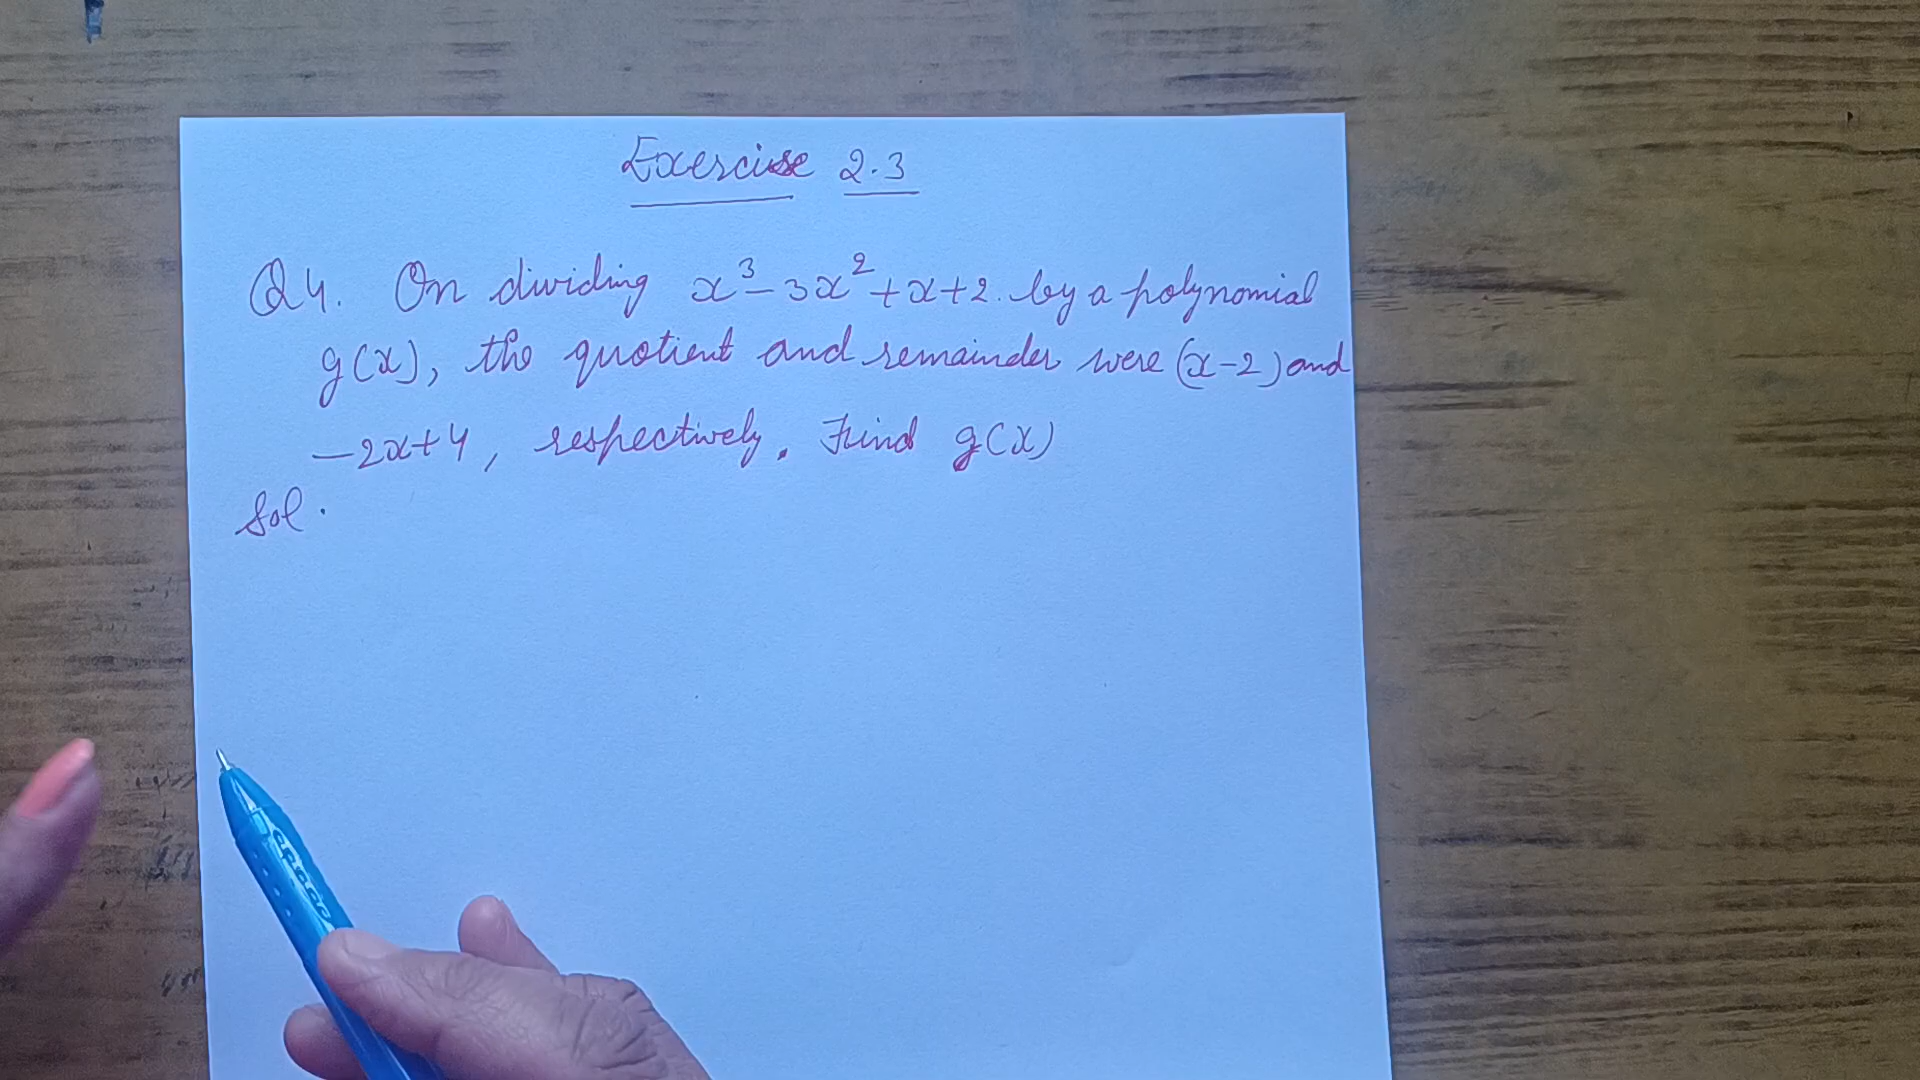 Exercise 2.3
Q4. On dividing x³-3x²+x+2. by a polynomial
g(x), the quotient and remainder were (x-2) and
-2x+4, respectively. Find g(x)
Sol.